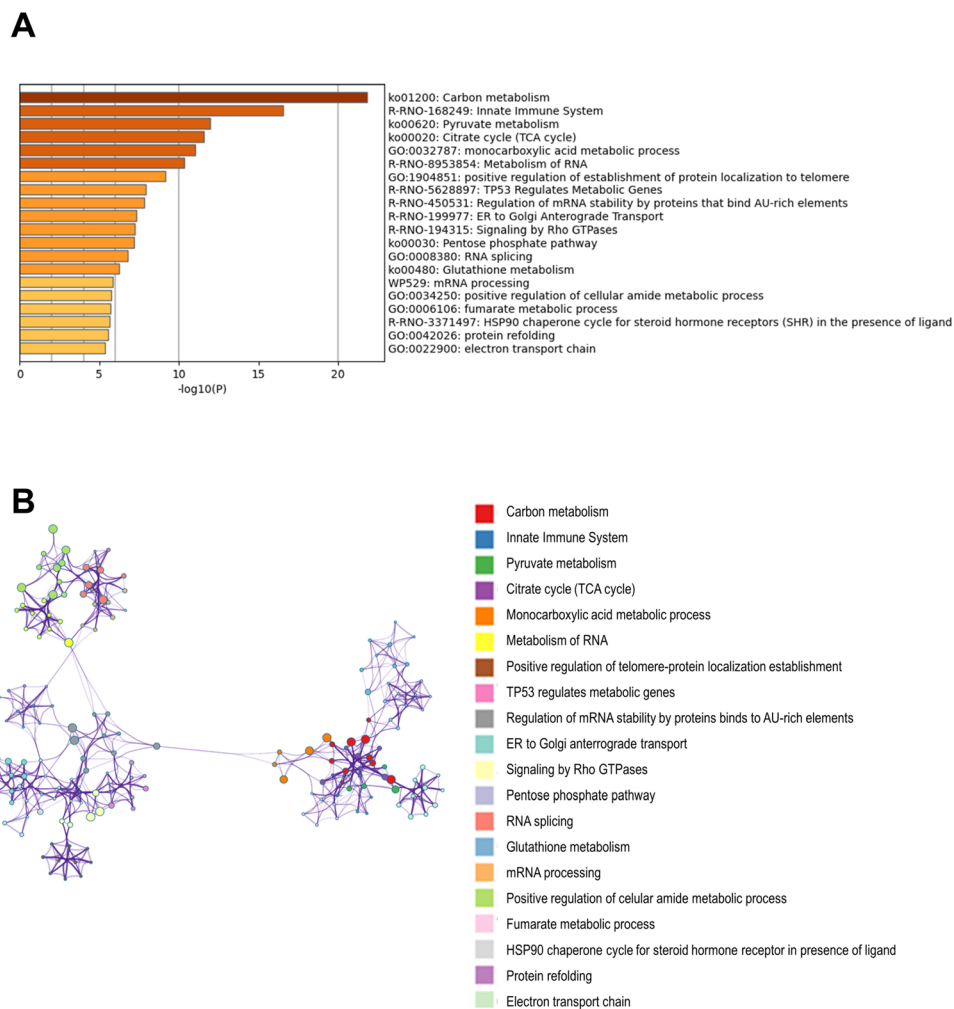 A
ko01200: Carbon metabolism
R-RNO-168249: Innate Immune System
ko00620: Pyruvate metabolism
ko00020: Citrate cycle (TCA cycle)
GO:0032787: monocarboxylic acid metabolic process
R-RNO-8953854: Metabolism of RNA
GO:1904851: positive regulation of establishment of protein localization to telomere
R-RNO-5628897: TP53 Regulates Metabolic Genes
R-RNO-450531: Regulation of mRNA stability by proteins that bind AU-rich elements
R-RNO-199977: ER to Golgi Anterograde Transport
R-RNO-194315: Signaling by Rho GTPases
ko00030: Pentose phosphate pathway
GO:0008380: RNA splicing
ko00480: Glutathione metabolism
WP529: mRNA processing
GO:0034250: positive regulation of cellular amide metabolic process
GO:0006106: fumarate metabolic process
R-RNO-3371497: HSP90 chaperone cycle for steroid hormone receptors (SHR) in the presence of ligand
GO:0042026: protein refolding
GO:0022900: electron transport chain
0 5 10 15 20
-log10(P)
B
Carbon metabolism
Innate Immune System
Pyruvate metabolism
Citrate cycle (TCA cycle)
Monocarboxylic acid metabolic process
Metabolism of RNA
Positive regulation of telomere-protein localization establishment
TP53 regulates metabolic genes
Regulation of mRNA stability by proteins binds to AU-rich elements
ER to Golgi anterrograde transport
Signaling by Rho GTPases
Pentose phosphate pathway
RNA splicing
Glutathione metabolism
mRNA processing
Positive regulation of celular amide metabolic process
Fumarate metabolic process
HSP90 chaperone cycle for steroid hormone receptor in presence of ligand
Protein refolding
Electron transport chain